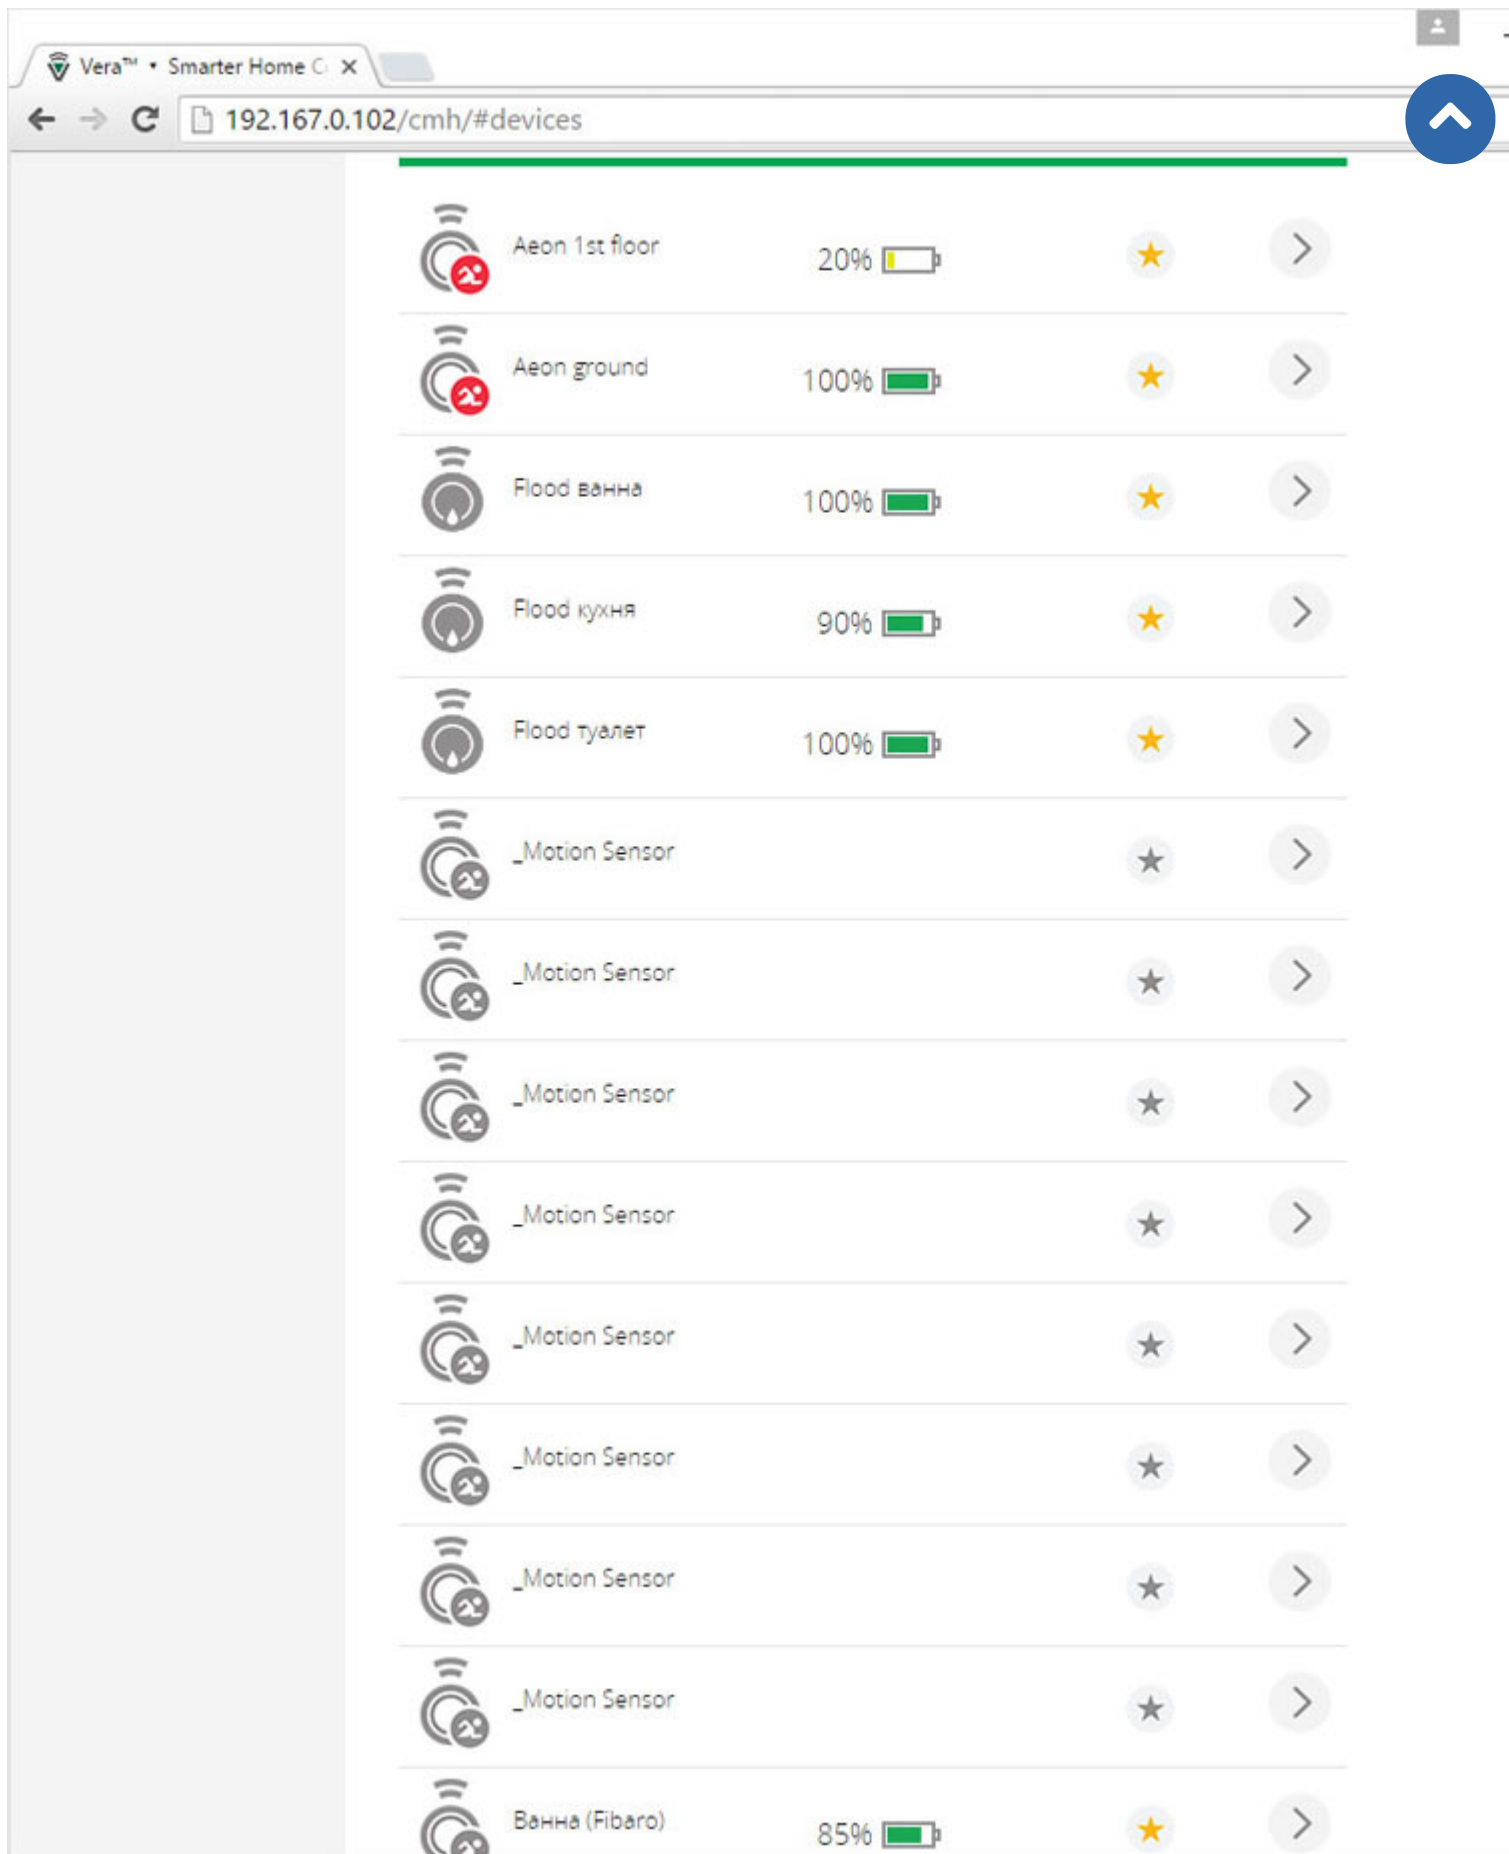 Vera™ • Smarter Home C
192.167.0.102/cmh/#devices
Aeon 1st floor
20%
Aeon ground
100%
Flood ванна
100%
Flood кухня
90%
Flood туалет
100%
_Motion Sensor
_Motion Sensor
_Motion Sensor
_Motion Sensor
_Motion Sensor
_Motion Sensor
_Motion Sensor
_Motion Sensor
Ванна (Fibaro)
85%